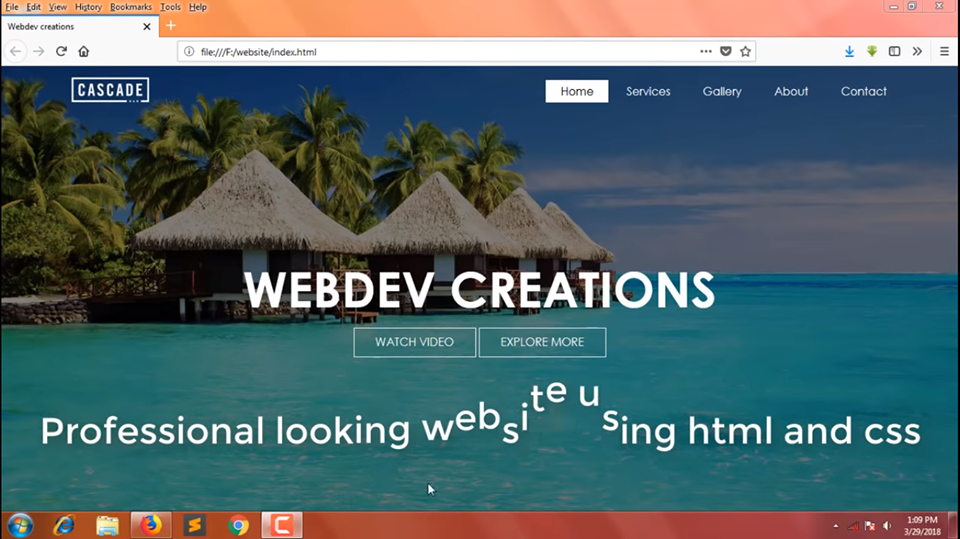 File Edit View History Bookmarks Tools Help
Webdev creations
file:///F:/website/index.html
CASCADE
Home Services Gallery About Contact
WEBDEV CREATIONS
WATCH VIDEO EXPLORE MORE
Professional looking website using html and css
1:09 PM
3/29/2018